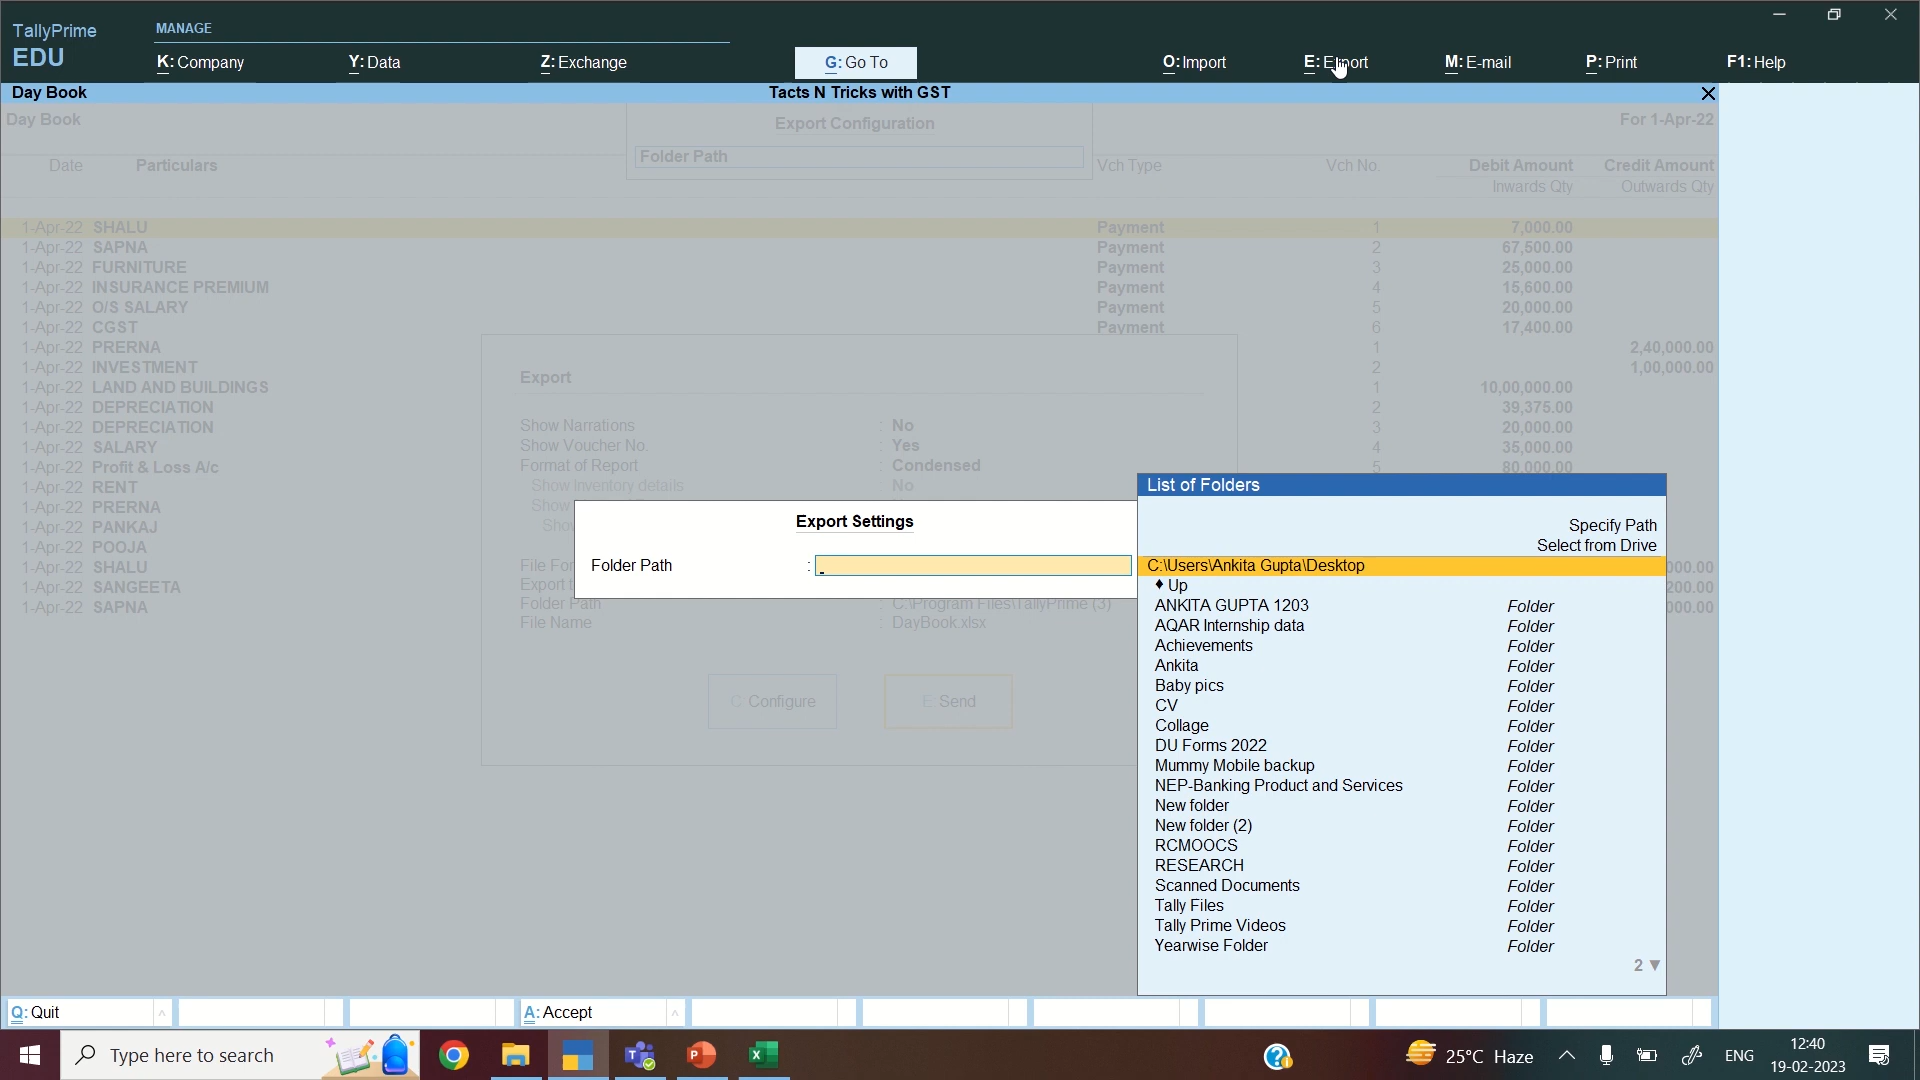 TallyPrime
EDU
MANAGE
K: Company
Y: Data
Z: Exchange
G: Go To
O: Import
E: Export
M: E-mail
P: Print
F1: Help
Day Book
Tacts N Tricks with GST
Day Book
Export Configuration
For 1-Apr-22
Folder Path
Date Particulars Vch Type Vch No. Debit Amount Credit Amount
Inwards Qty Outwards Qty
1-Apr-22 SHALU Payment 1 7,000.00
1-Apr-22 SAPNA Payment 2 67,500.00
1-Apr-22 FURNITURE Payment 3 25,000.00
1-Apr-22 INSURANCE PREMIUM Payment 4 15,600.00
1-Apr-22 O/S SALARY Payment 5 20,000.00
1-Apr-22 CGST Payment 6 17,400.00
1-Apr-22 PRERNA 1 2,40,000.00
1-Apr-22 INVESTMENT 2 1,00,000.00
1-Apr-22 LAND AND BUILDINGS 1 10,00,000.00
1-Apr-22 DEPRECIATION 2 39,375.00
1-Apr-22 DEPRECIATION 3 20,000.00
1-Apr-22 SALARY 4 35,000.00
1-Apr-22 Profit & Loss A/c 5 80,000.00
1-Apr-22 RENT
1-Apr-22 PRERNA
1-Apr-22 PANKAJ
1-Apr-22 POOJA
1-Apr-22 SHALU 000.00
1-Apr-22 SANGEETA 200.00
1-Apr-22 SAPNA 000.00
Export
Show Narrations : No
Show Voucher No. : Yes
Format of Report : Condensed
Show Inventory details No
Show
Show
File For
Export t
Folder Path : C:\Program Files\TallyPrime (3)
File Name : DayBook.xlsx
C: Configure
E: Send
Export Settings
Folder Path :
List of Folders
Specify Path
Select from Drive
C:\Users\Ankita Gupta\Desktop
♦ Up
ANKITA GUPTA 1203 Folder
AQAR Internship data Folder
Achievements Folder
Ankita Folder
Baby pics Folder
CV Folder
Collage Folder
DU Forms 2022 Folder
Mummy Mobile backup Folder
NEP-Banking Product and Services Folder
New folder Folder
New folder (2) Folder
RCMOOCS Folder
RESEARCH Folder
Scanned Documents Folder
Tally Files Folder
Tally Prime Videos Folder
Yearwise Folder Folder
2 ▼
Q: Quit
A: Accept
Type here to search
25°C Haze
ENG
12:40
19-02-2023